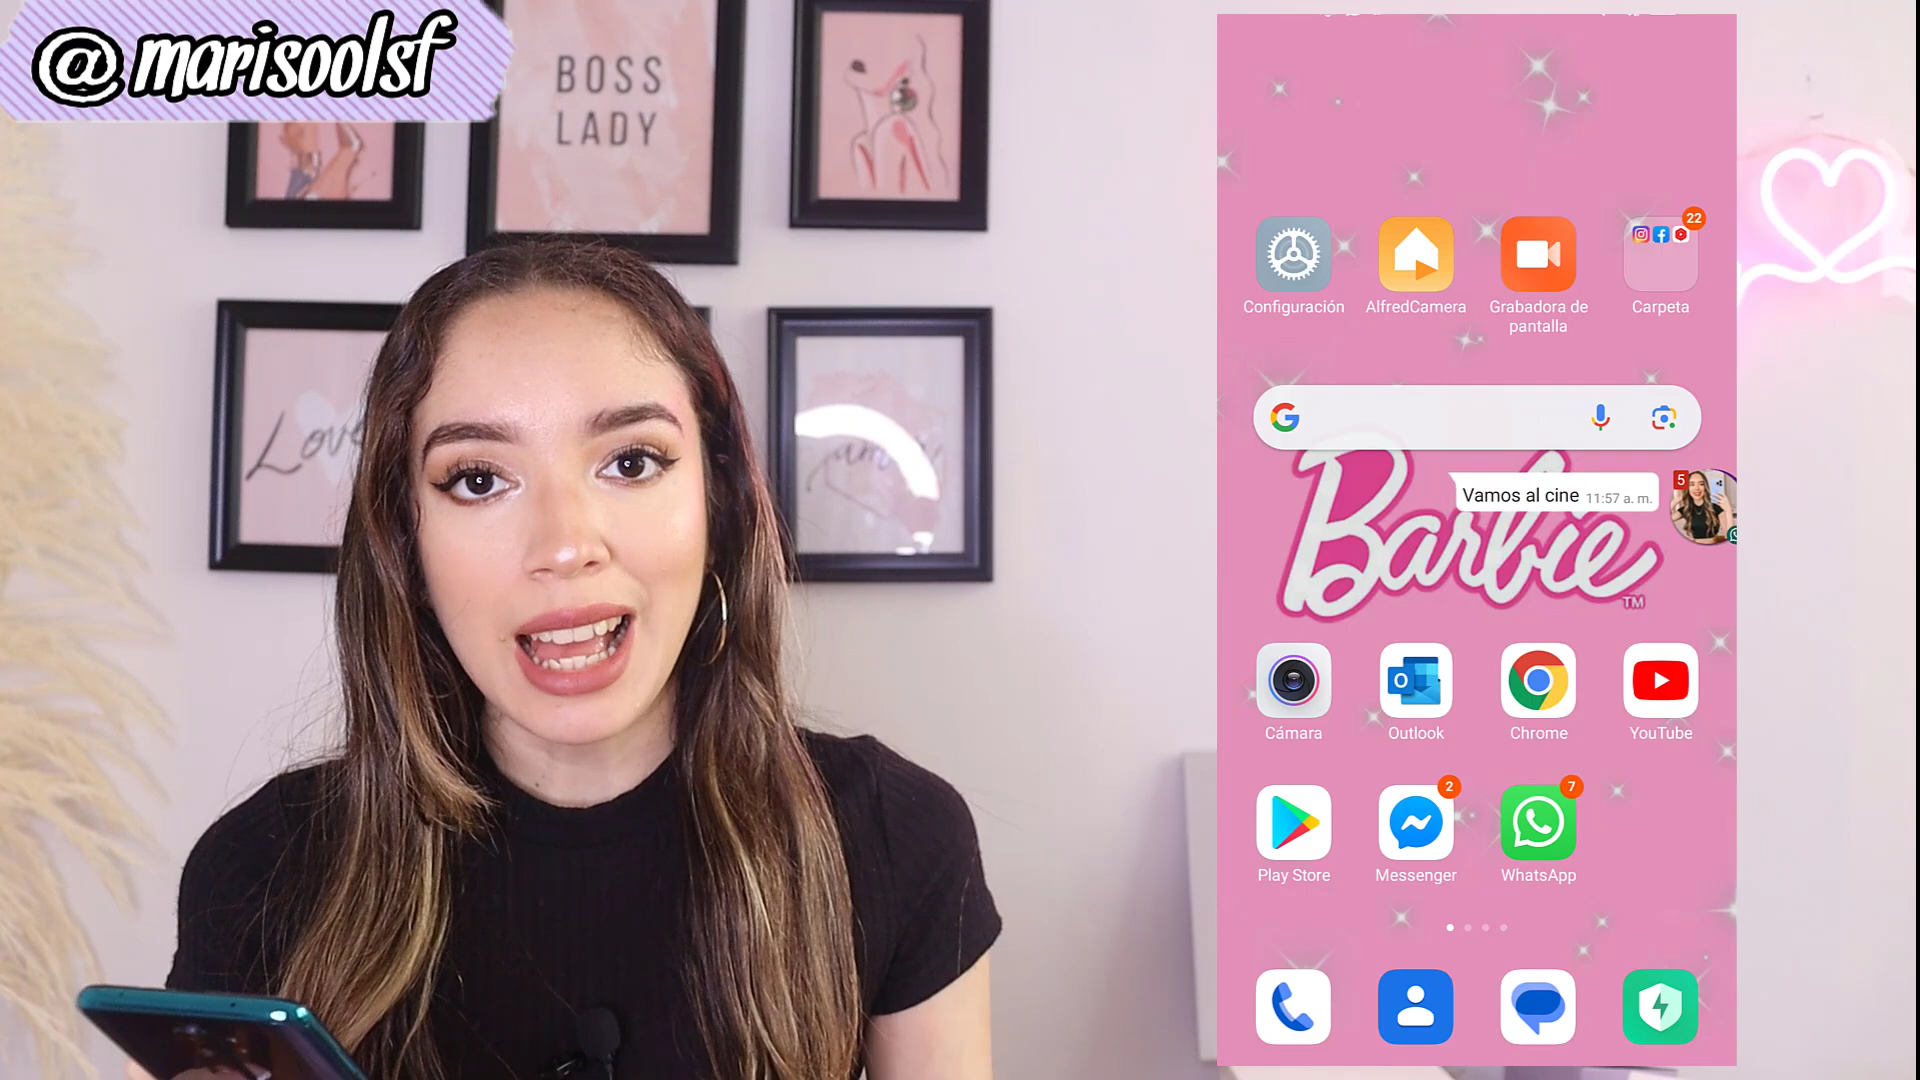 @marisoolsf
BOSS
LADY
Love
22
Configuración
AlfredCamera
Grabadora de
pantalla
Carpeta
Vamos al cine 11:57 a. m.
5
Barbie
TM
Cámara
Outlook
Chrome
YouTube
2
7
Play Store
Messenger
WhatsApp